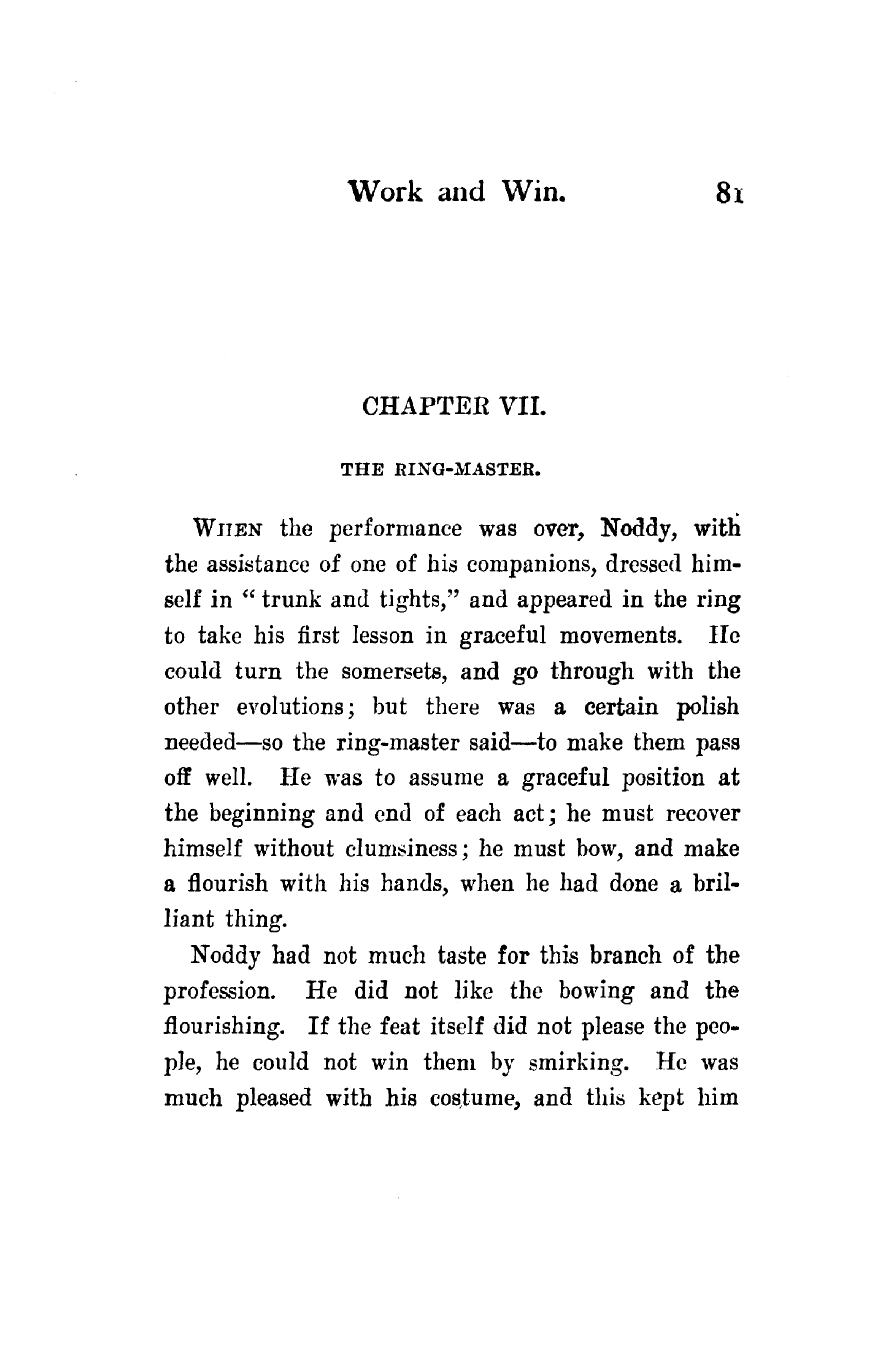 Work and Win. 81
CHAPTER VII.
THE RING-MASTER.
WHEN the performance was over, Noddy, with
the assistance of one of his companions, dressed him-
self in “trunk and tights,” and appeared in the ring
to take his first lesson in graceful movements. He
could turn the somersets, and go through with the
other evolutions; but there was a certain polish
needed—so the ring-master said—to make them pass
off well. He was to assume a graceful position at
the beginning and end of each act; he must recover
himself without clumsiness; he must bow, and make
a flourish with his hands, when he had done a bril-
liant thing.
Noddy had not much taste for this branch of the
profession. He did not like the bowing and the
flourishing. If the feat itself did not please the peo-
ple, he could not win them by smirking. He was
much pleased with his costume, and this kept him